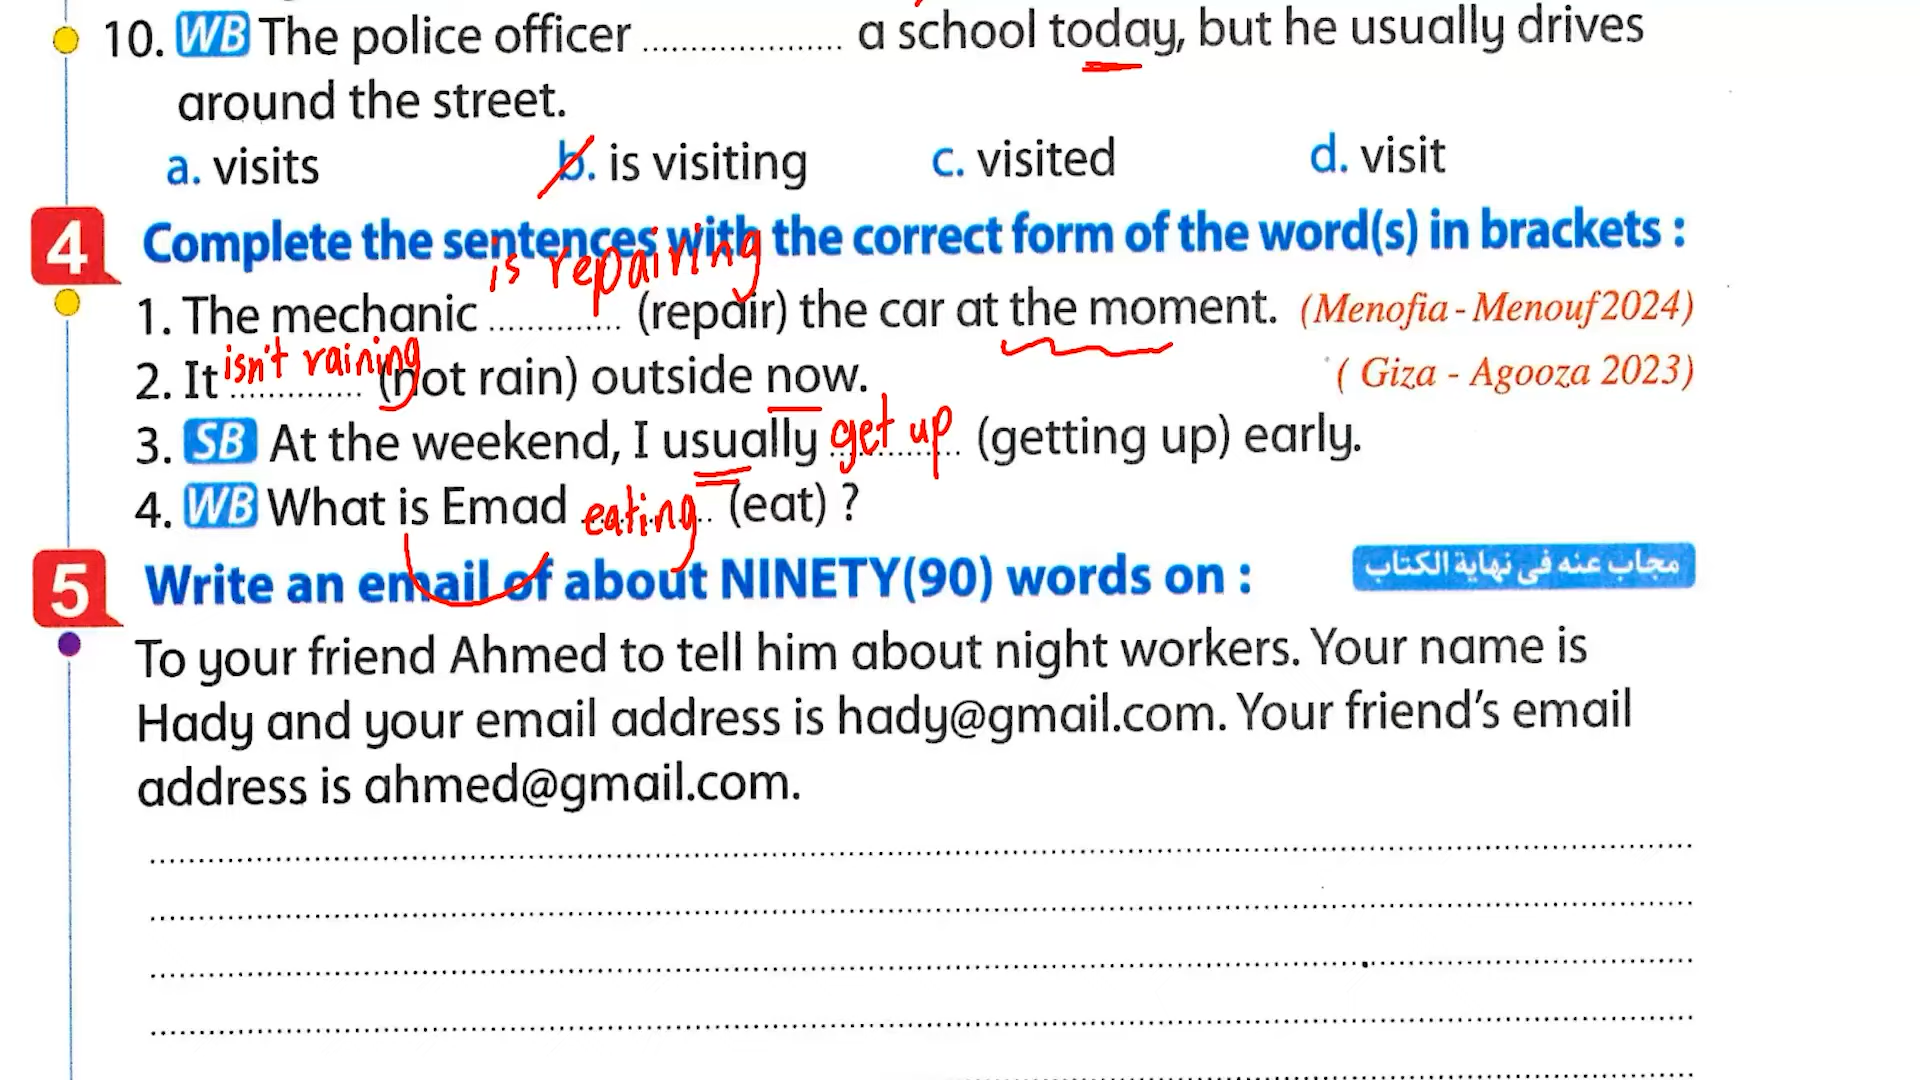 10. WB The police officer .................... a school today, but he usually drives
around the street.
a. visits b. is visiting c. visited d. visit
4 Complete the sentences with the correct form of the word(s) in brackets :
is repairing
1. The mechanic ............. (repair) the car at the moment. (Menofia - Menouf 2024)
isn't raining
2. It ............. (not rain) outside now. ( Giza - Agooza 2023)
3. SB At the weekend, I usually get up (getting up) early.
4. WB What is Emad eating (eat) ?
5 Write an email of about NINETY(90) words on : مجاب عنه فى نهاية الكتاب
To your friend Ahmed to tell him about night workers. Your name is
Hady and your email address is hady@gmail.com. Your friend's email
address is ahmed@gmail.com.